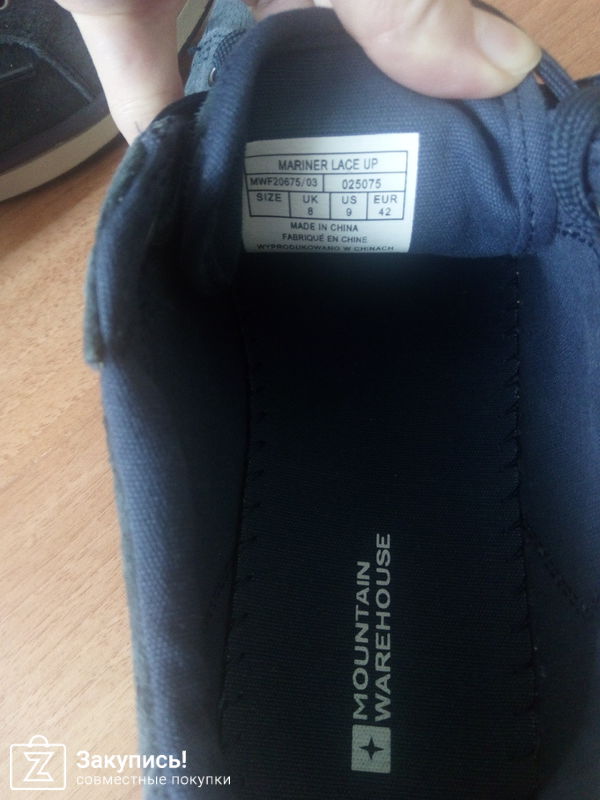 MARINER LACE UP
MWF20675/03 025075
SIZE UK US EUR
8 9 42
MADE IN CHINA
FABRIQUÉ EN CHINE
WYPRODUKOWANO W CHINACH
MOUNTAIN
WAREHOUSE
Закупись!
совместные покупки